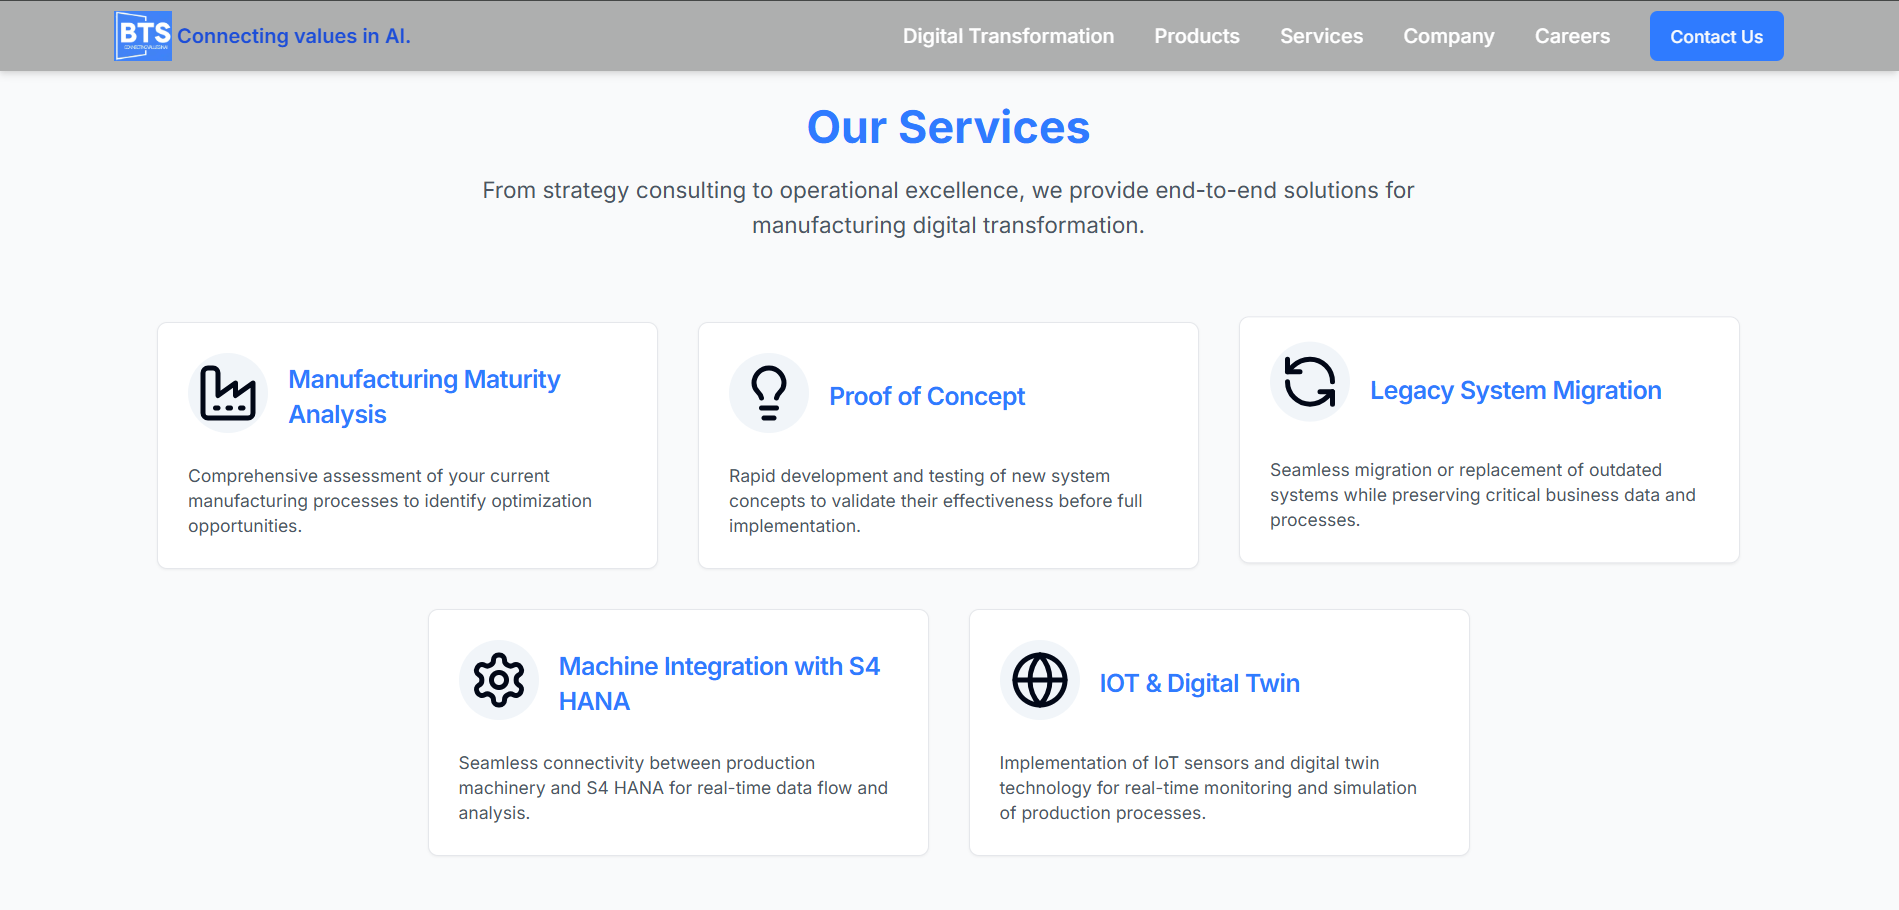 BTS
Connecting values in AI.
Digital Transformation
Products
Services
Company
Careers
Contact Us
Our Services
From strategy consulting to operational excellence, we provide end-to-end solutions for
manufacturing digital transformation.
Manufacturing Maturity
Analysis
Comprehensive assessment of your current
manufacturing processes to identify optimization
opportunities.
Proof of Concept
Rapid development and testing of new system
concepts to validate their effectiveness before full
implementation.
Legacy System Migration
Seamless migration or replacement of outdated
systems while preserving critical business data and
processes.
Machine Integration with S4
HANA
Seamless connectivity between production
machinery and S4 HANA for real-time data flow and
analysis.
IOT & Digital Twin
Implementation of IoT sensors and digital twin
technology for real-time monitoring and simulation
of production processes.